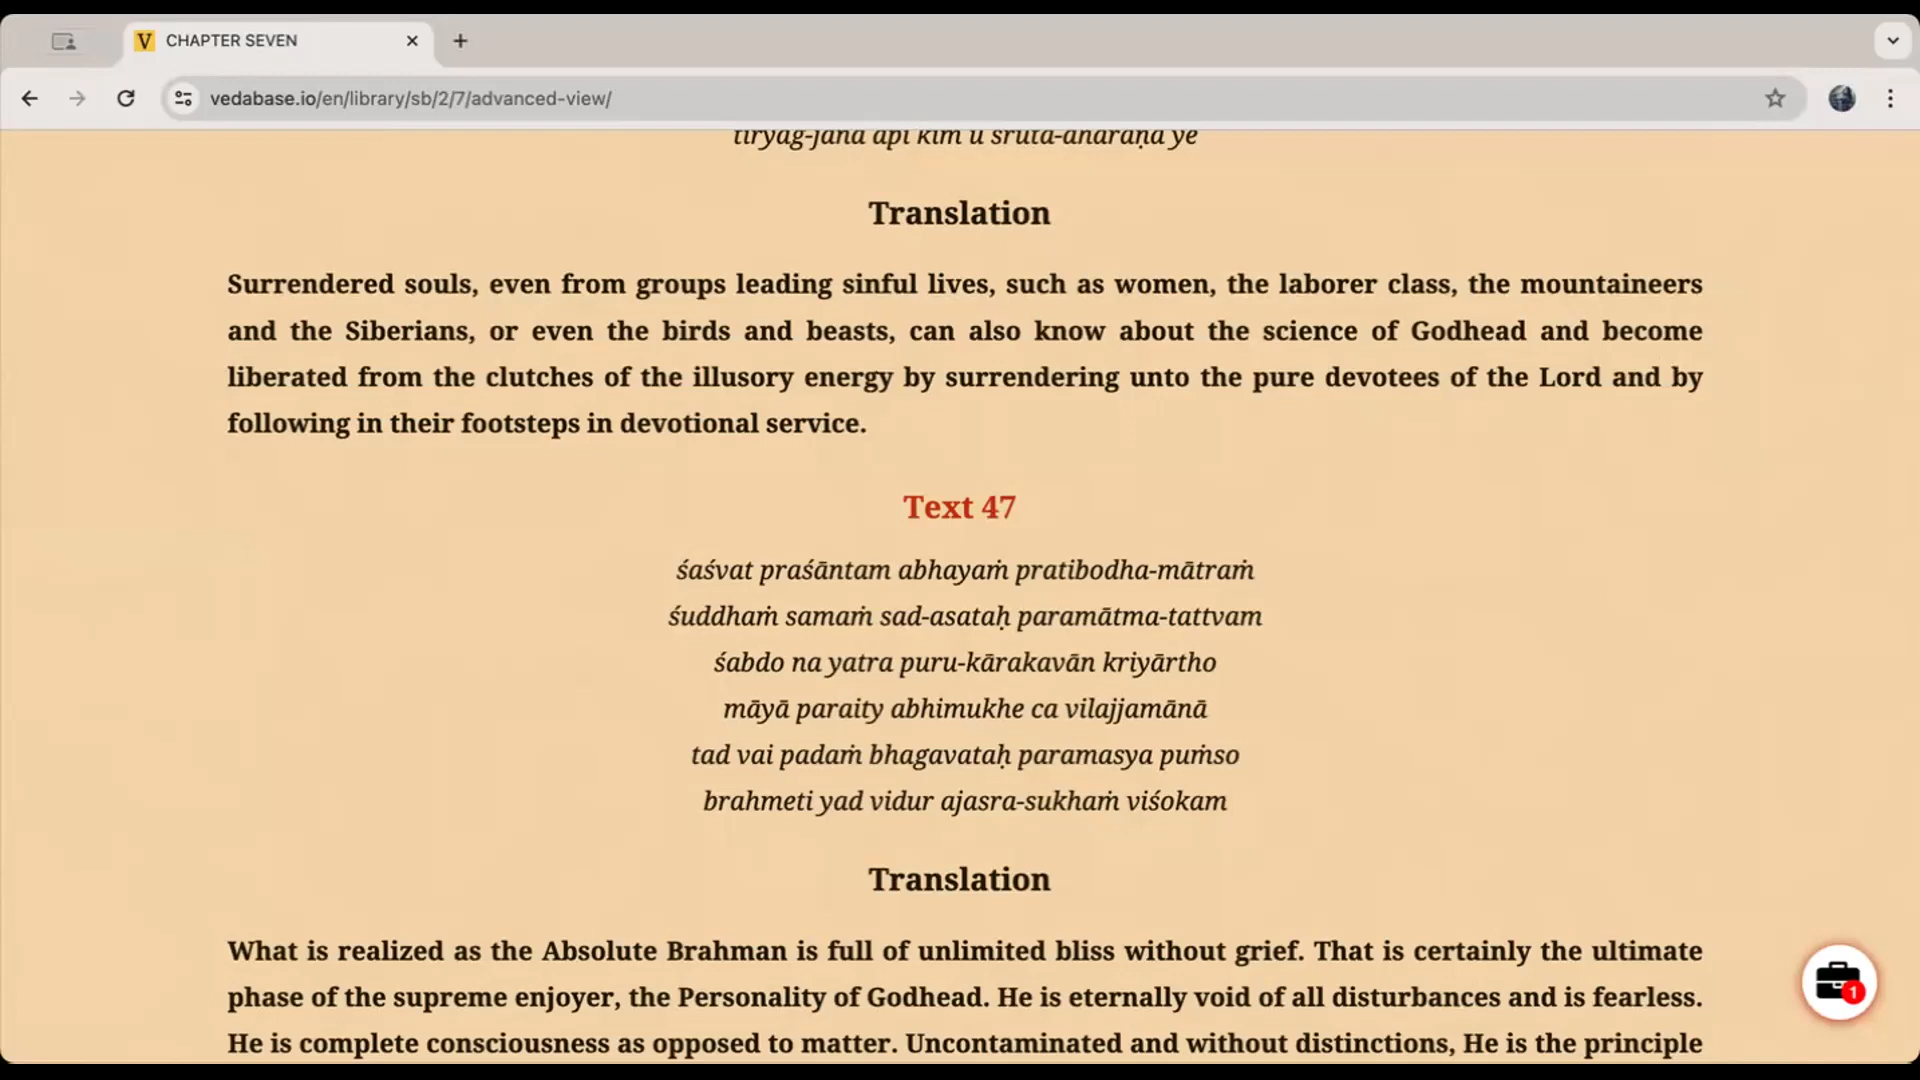 CHAPTER SEVEN
vedabase.io/en/library/sb/2/7/advanced-view/
Translation
Surrendered souls, even from groups leading sinful lives, such as women, the laborer class, the mountaineers
and the Siberians, or even the birds and beasts, can also know about the science of Godhead and become
liberated from the clutches of the illusory energy by surrendering unto the pure devotees of the Lord and by
following in their footsteps in devotional service.
Text 47
śaśvat praśāntam abhayaṁ pratibodha-mātraṁ
śuddhaṁ samaṁ sad-asataḥ paramātma-tattvam
śabdo na yatra puru-kārakavān kriyārtho
māyā paraity abhimukhe ca vilajjamānā
tad vai padaṁ bhagavataḥ paramasya puṁso
brahmeti yad vidur ajasra-sukhaṁ viśokam
Translation
What is realized as the Absolute Brahman is full of unlimited bliss without grief. That is certainly the ultimate
phase of the supreme enjoyer, the Personality of Godhead. He is eternally void of all disturbances and is fearless.
He is complete consciousness as opposed to matter. Uncontaminated and without distinctions, He is the principle
1